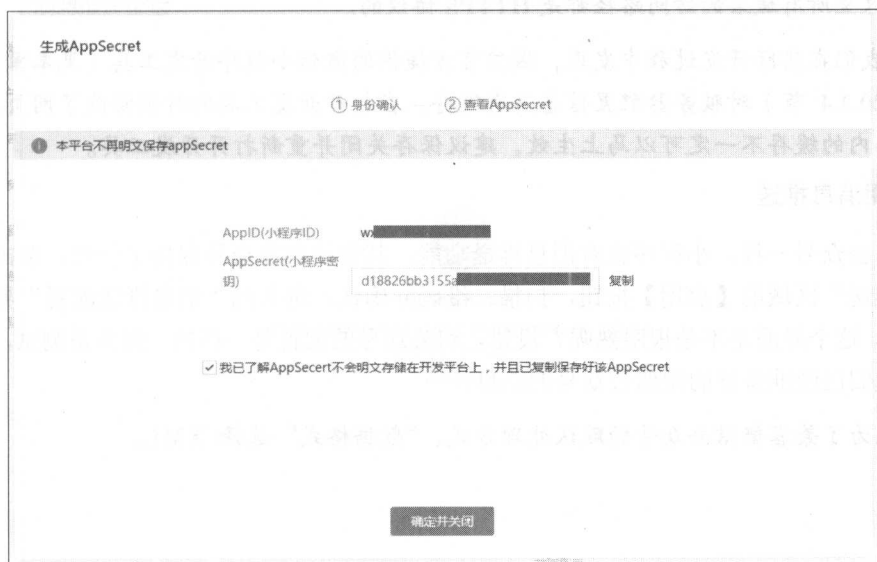 生成AppSecret
① 身份确认 ② 查看AppSecret
本平台不再明文保存appSecret
AppID(小程序ID) wx
AppSecret(小程序密
钥) d18826bb3155a 复制
我已了解AppSecert不会明文存储在开发平台上，并且已复制保存好该AppSecret
确定并关闭